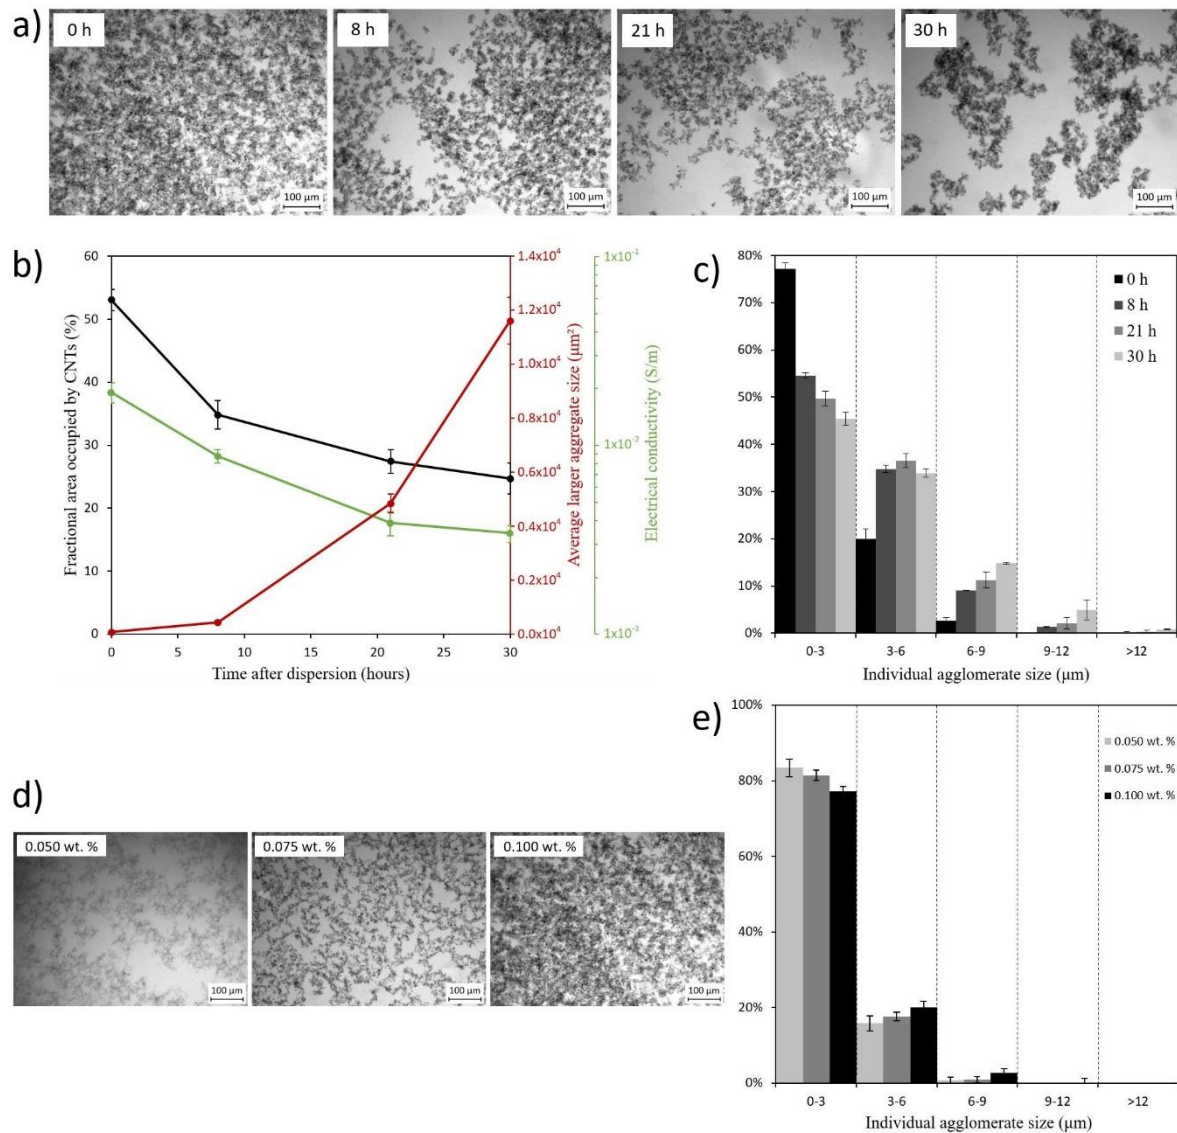 a)
0 h
8 h
21 h
30 h
100 µm
100 µm
100 µm
100 µm
b)
60
50
40
30
20
10
0
Fractional area occupied by CNTs (%)
0
5
10
15
20
25
30
Time after dispersion (hours)
1.4x10⁴
1.2x10⁴
1.0x10⁴
0.8x10⁴
0.6x10⁴
0.4x10⁴
0.2x10⁴
0.0x10⁴
Average larger aggregate size (µm²)
1x10⁻¹
1x10⁻²
1x10⁻³
Electrical conductivity (S/m)
c)
80%
70%
60%
50%
40%
30%
20%
10%
0%
0 h
8 h
21 h
30 h
0-3
3-6
6-9
9-12
>12
Individual agglomerate size (µm)
d)
0.050 wt. %
0.075 wt. %
0.100 wt. %
100 µm
100 µm
100 µm
e)
100%
80%
60%
40%
20%
0%
0.050 wt. %
0.075 wt. %
0.100 wt. %
0-3
3-6
6-9
9-12
>12
Individual agglomerate size (µm)